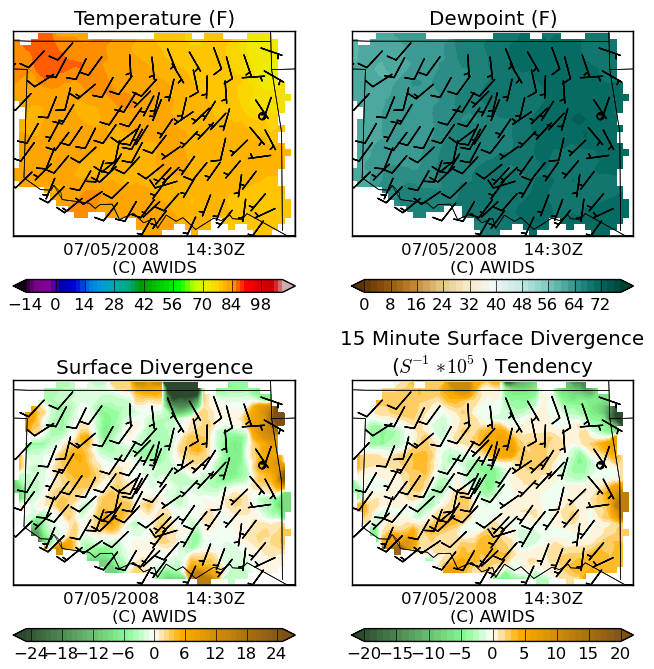 Temperature (F)
Dewpoint (F)
07/05/2008 14:30Z
(C) AWIDS
07/05/2008 14:30Z
(C) AWIDS
−14 0 14 28 42 56 70 84 98
0 8 16 24 32 40 48 56 64 72
Surface Divergence
15 Minute Surface Divergence
(S⁻¹ *10⁵ ) Tendency
07/05/2008 14:30Z
(C) AWIDS
07/05/2008 14:30Z
(C) AWIDS
−24 −18 −12 −6 0 6 12 18 24
−20 −15 −10 −5 0 5 10 15 20